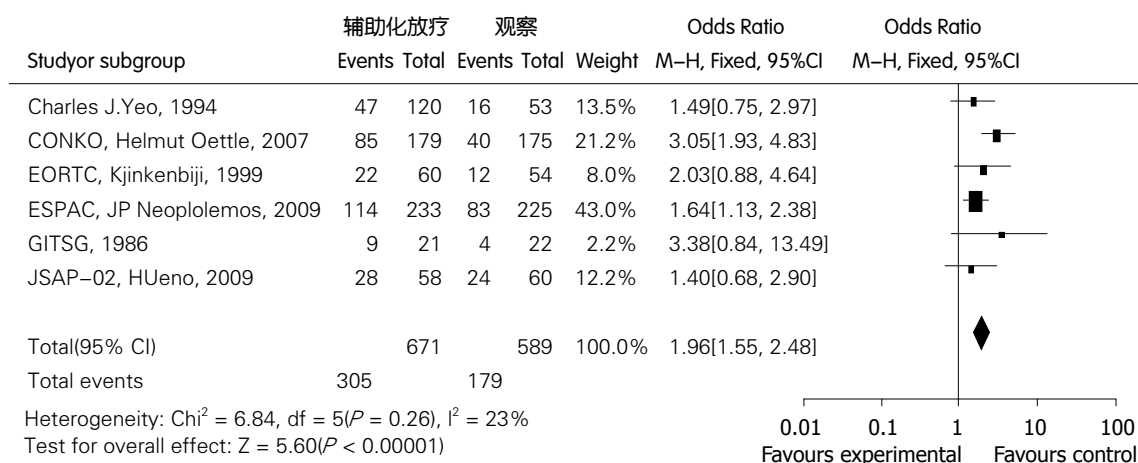 辅助化放疗 观察 Odds Ratio Odds Ratio
Studyor subgroup Events Total Events Total Weight M–H, Fixed, 95%CI M–H, Fixed, 95%CI
Charles J.Yeo, 1994 47 120 16 53 13.5% 1.49[0.75, 2.97]
CONKO, Helmut Oettle, 2007 85 179 40 175 21.2% 3.05[1.93, 4.83]
EORTC, Kjinkenbiji, 1999 22 60 12 54 8.0% 2.03[0.88, 4.64]
ESPAC, JP Neoplolemos, 2009 114 233 83 225 43.0% 1.64[1.13, 2.38]
GITSG, 1986 9 21 4 22 2.2% 3.38[0.84, 13.49]
JSAP–02, HUeno, 2009 28 58 24 60 12.2% 1.40[0.68, 2.90]
Total(95% CI) 671 589 100.0% 1.96[1.55, 2.48]
Total events 305 179
Heterogeneity: Chi² = 6.84, df = 5(P = 0.26), I² = 23%
Test for overall effect: Z = 5.60(P < 0.00001)
0.01 0.1 1 10 100
Favours experimental Favours control